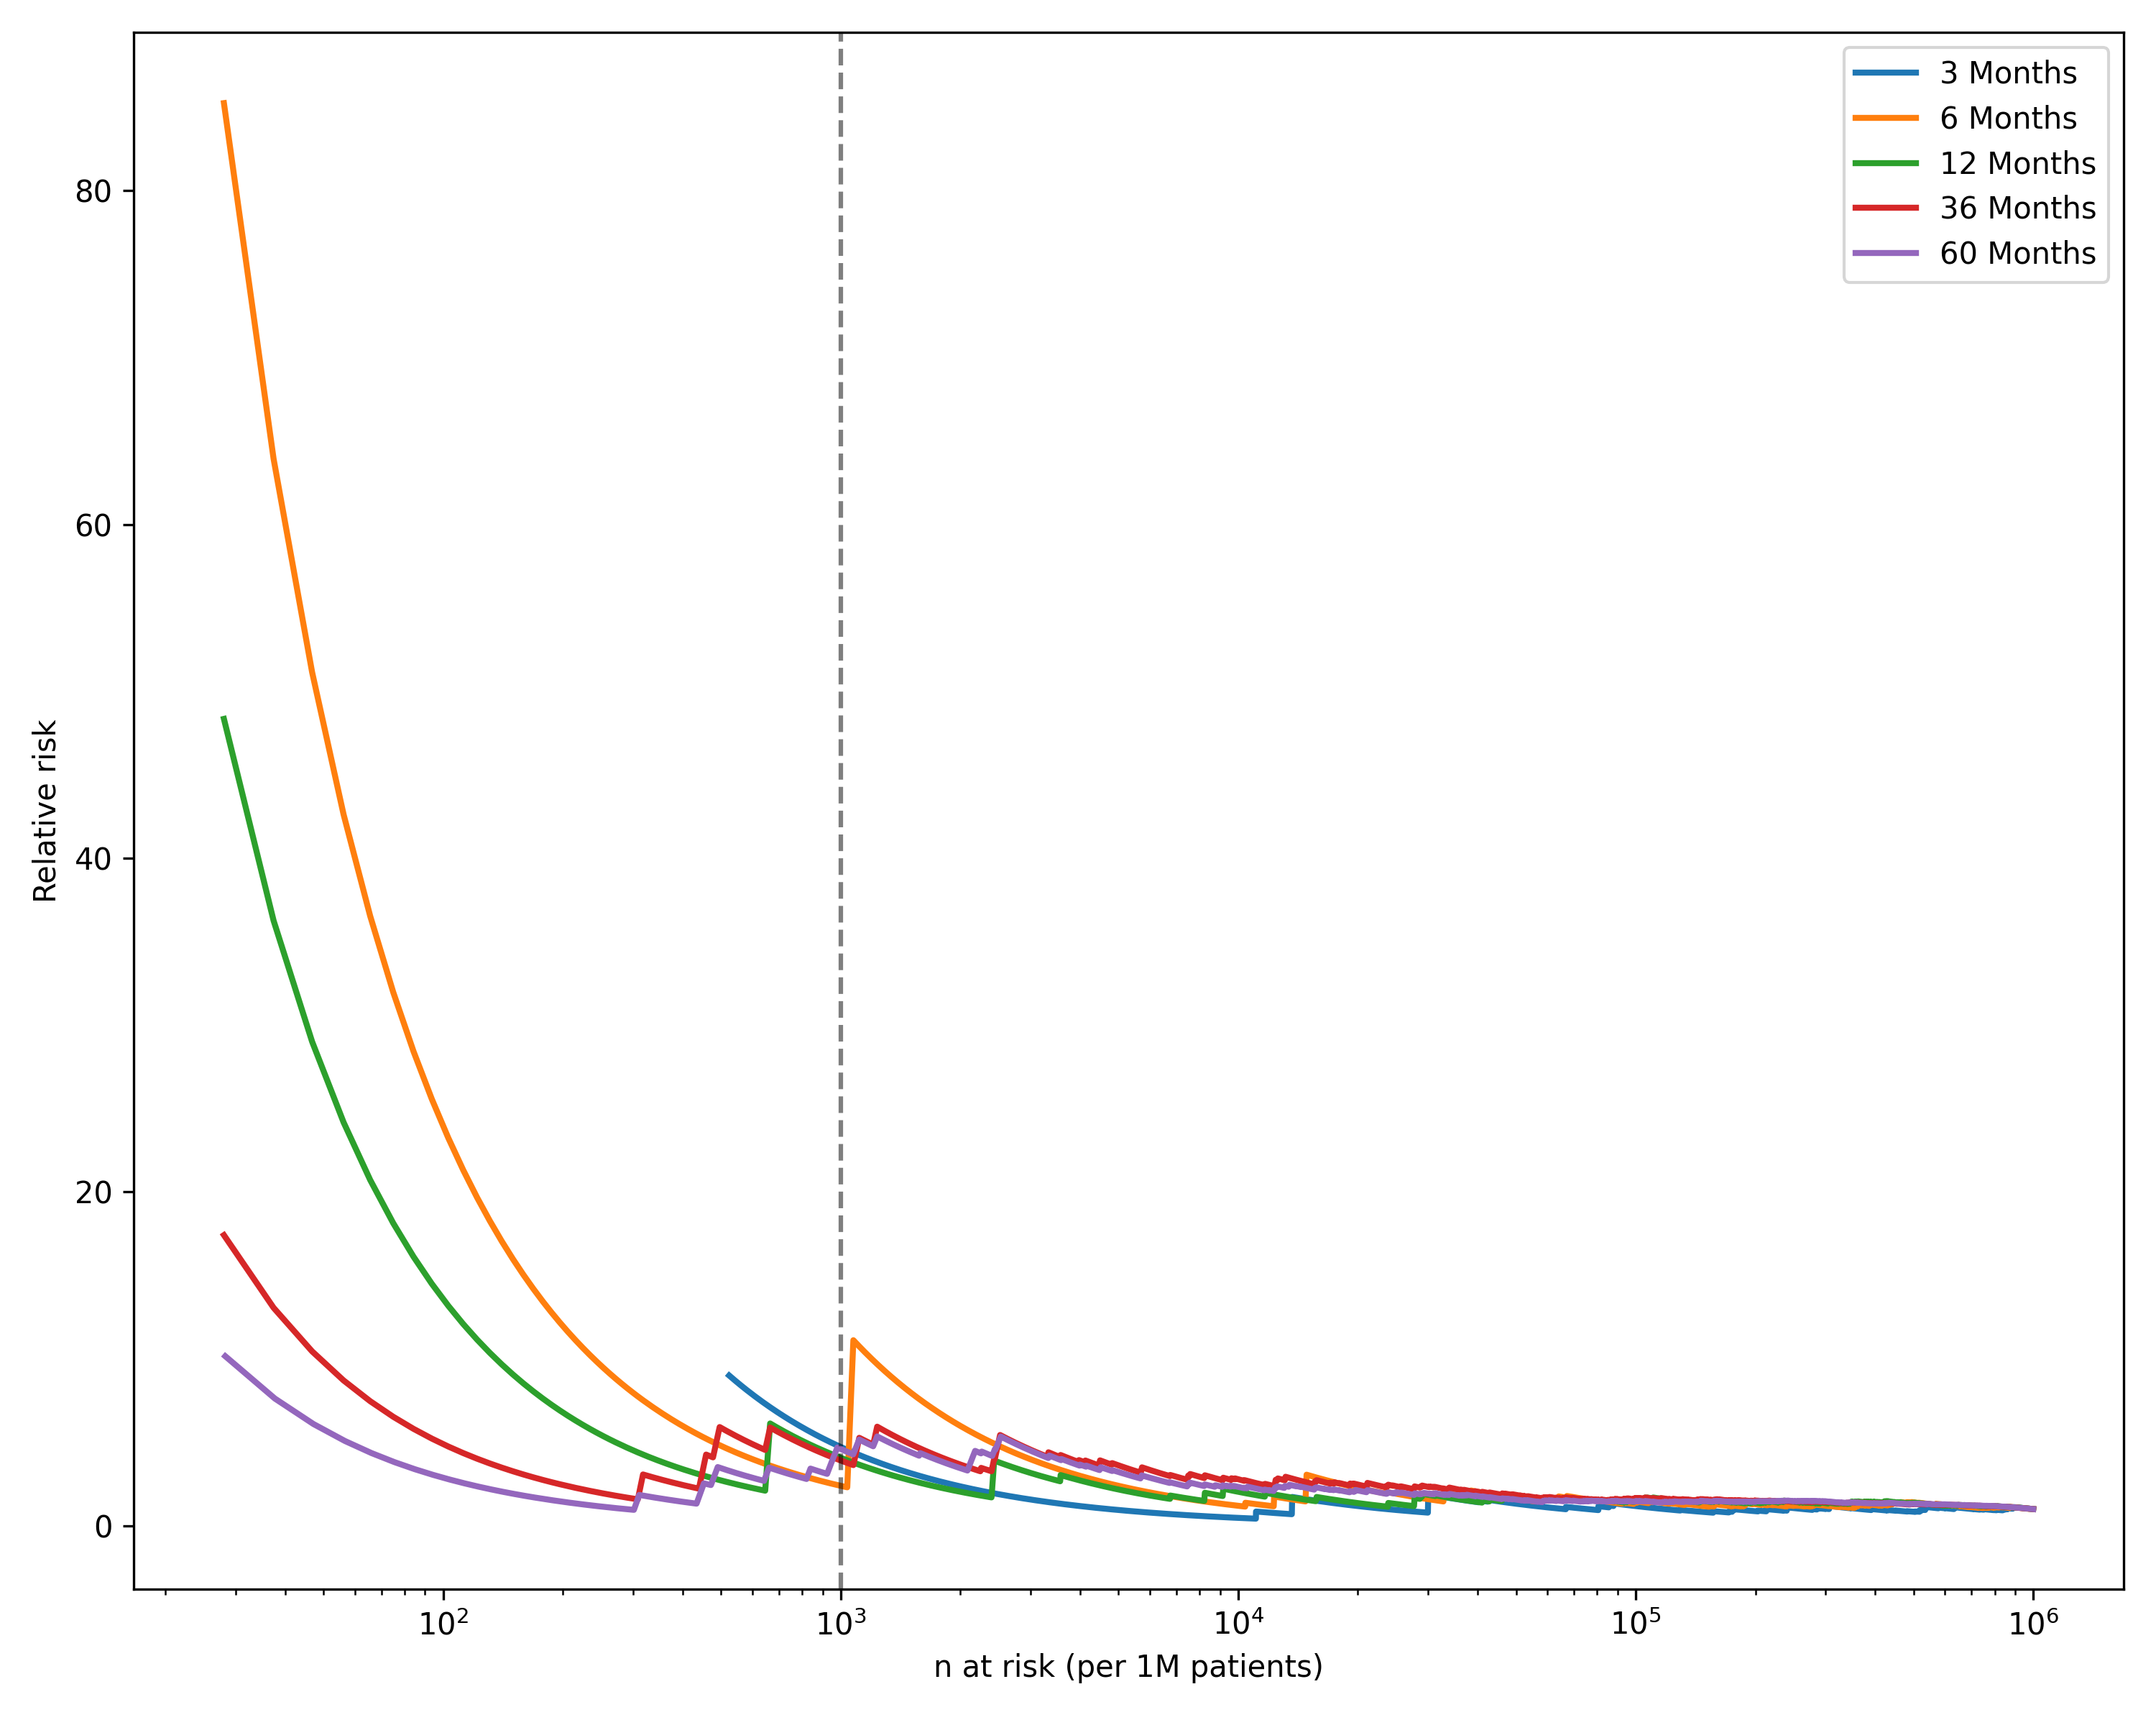 3 Months
6 Months
12 Months
36 Months
60 Months
80
60
40
20
0
Relative risk
10² 10³ 10⁴ 10⁵ 10⁶
n at risk (per 1M patients)